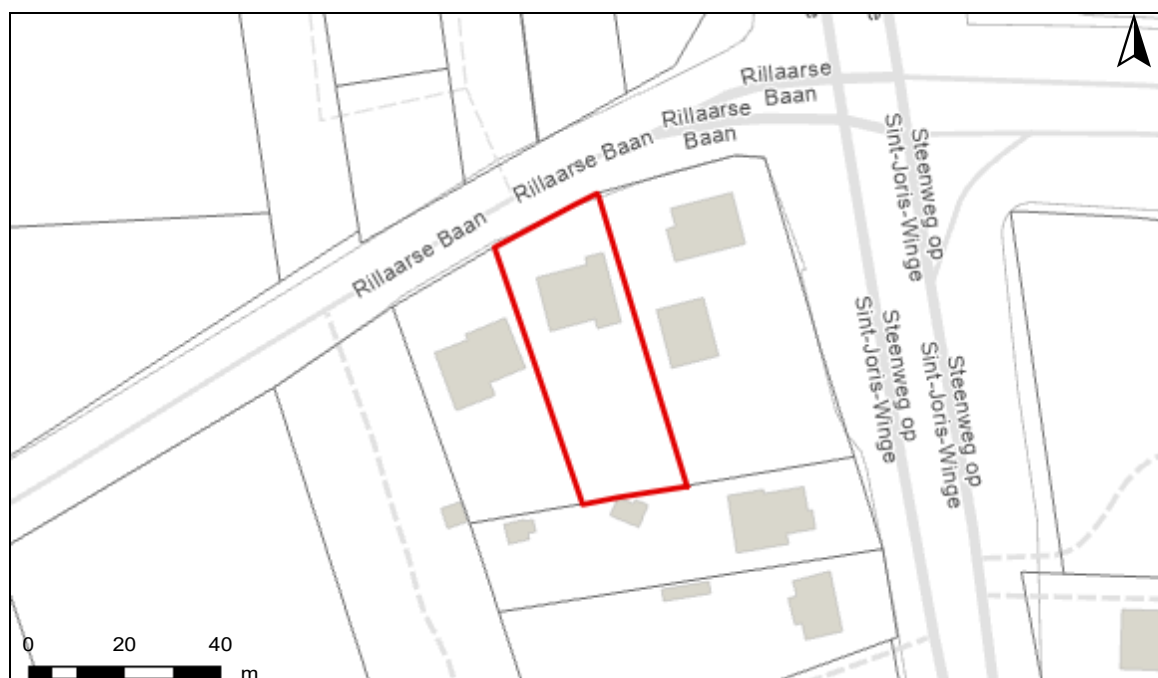 Rillaarse
Baan
Rillaarse
Baan
Rillaarse Baan
Rillaarse Baan
Steenweg op
Sint-Joris-Winge
Steenweg op
Sint-Joris-Winge
Steenweg op
Sint-Joris-Winge
0 20 40
m